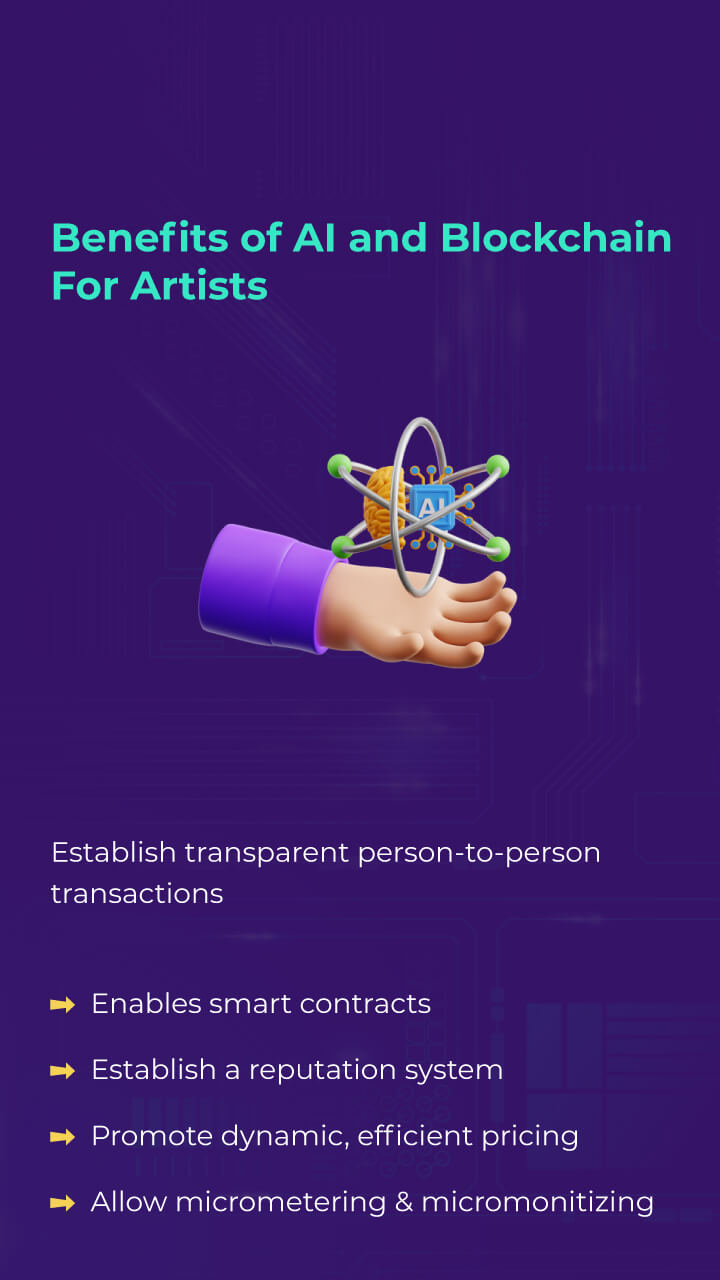 Benefits of AI and Blockchain
For Artists
AI
Establish transparent person-to-person
transactions
Enables smart contracts
Establish a reputation system
Promote dynamic, efficient pricing
Allow micrometering & micromonitizing